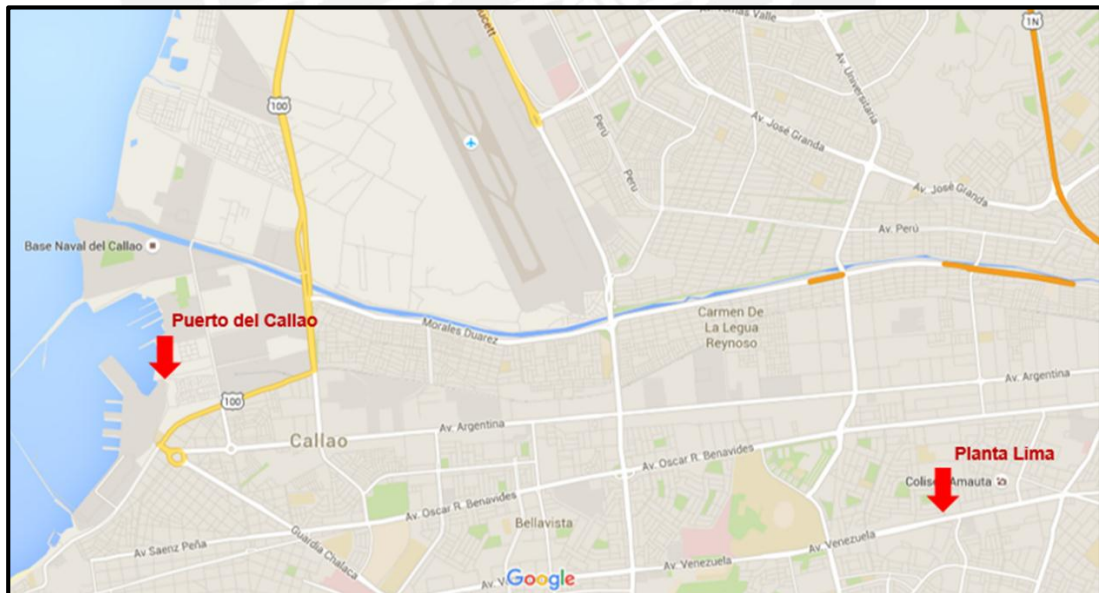 1N
100
Av. Universitaria
Perú
Perú
Av. José Granda
Av. José Granda
Av. Perú
Base Naval del Callao
Puerto del Callao
Morales Duarez
Carmen De
La Legua
Reynoso
Av. Argentina
100
Callao
Av. Argentina
Planta Lima
Av. Oscar R. Benavides
Av. Oscar R. Benavides
Bellavista
Av. Saenz Peña
Guardia Chalaca
Av. Venezuela
Av. Venezuela
Google